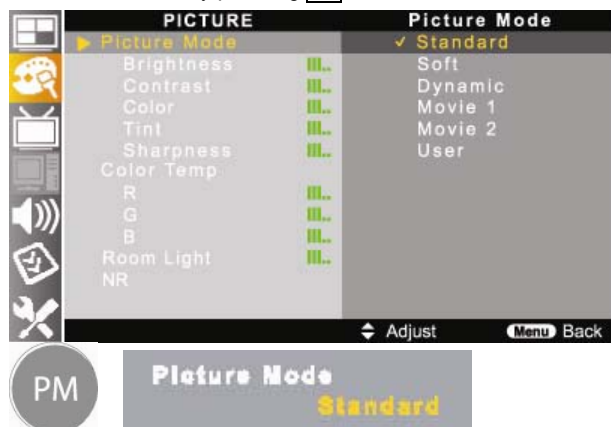 PICTURE
Picture Mode
Brightness
Contrast
Color
Tint
Sharpness
Color Temp
R
G
B
Room Light
NR
Picture Mode
✓ Standard
Soft
Dynamic
Movie 1
Movie 2
User
Adjust
Menu Back
PM
Picture Mode
Standard